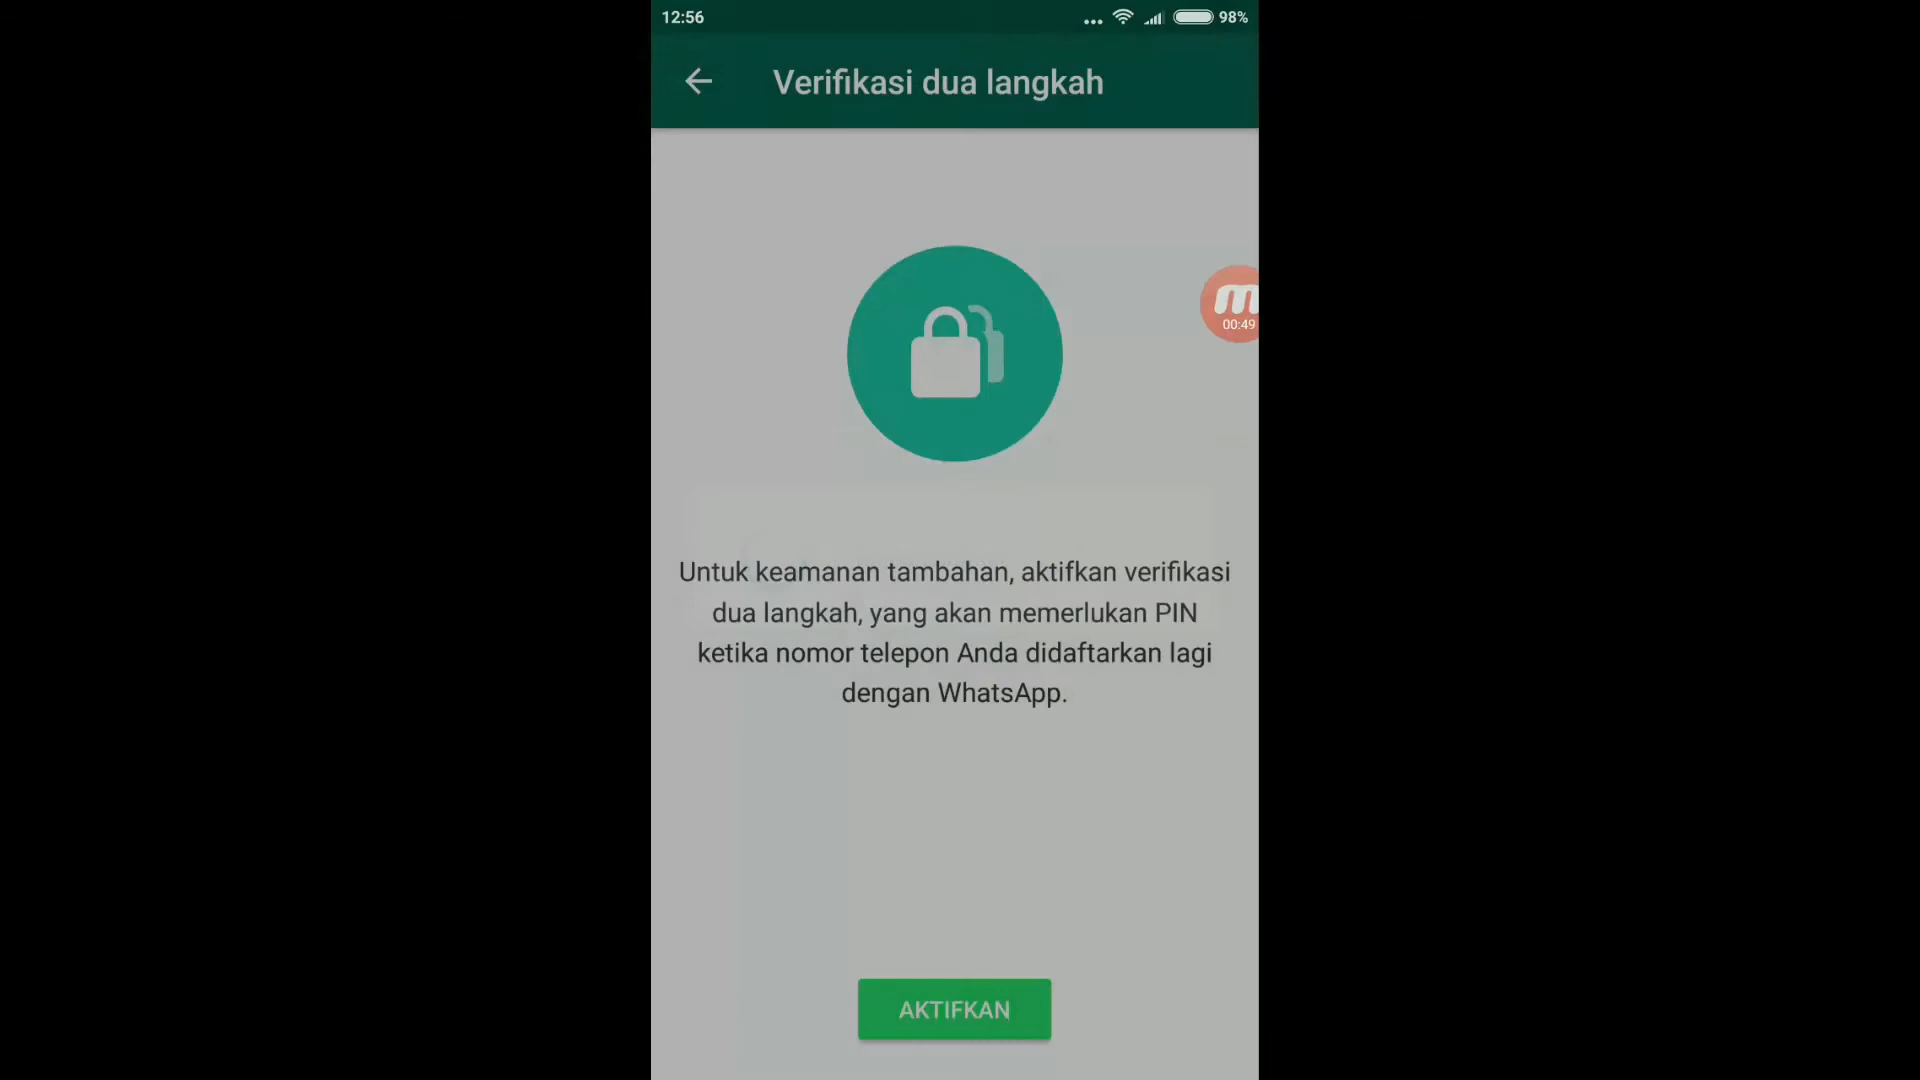 12:56
98%
Verifikasi dua langkah
00:49
Untuk keamanan tambahan, aktifkan verifikasi
dua langkah, yang akan memerlukan PIN
ketika nomor telepon Anda didaftarkan lagi
dengan WhatsApp.
AKTIFKAN